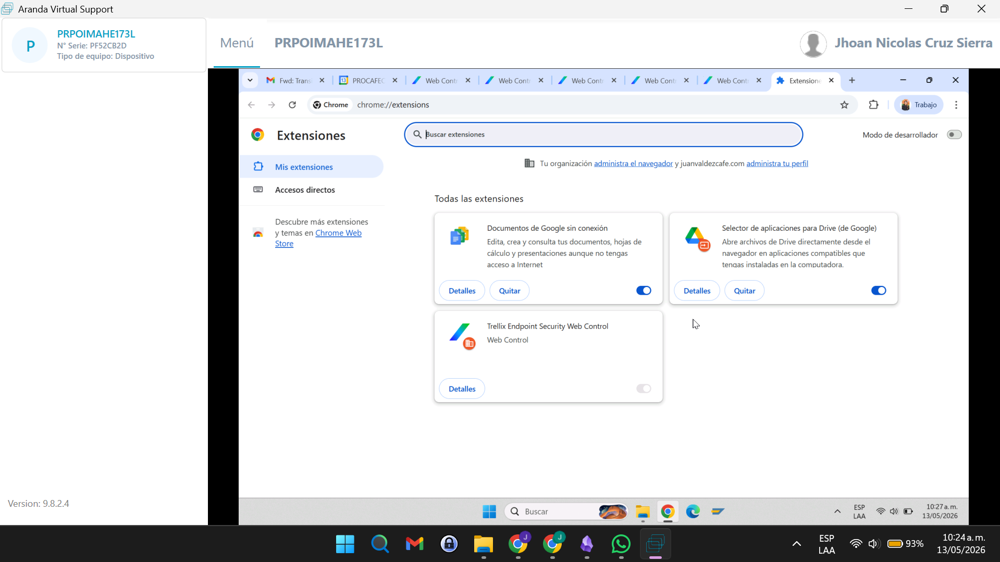 Aranda Virtual Support
P
PRPOIMAHE173L
N° Serie: PF52CB2D
Tipo de equipo: Dispositivo
Menú
PRPOIMAHE173L
Jhoan Nicolas Cruz Sierra
Fwd: Trans
PROCAFEC
Web Cont
Web Cont
Web Cont
Web Cont
Web Cont
Extensione
Chrome
chrome://extensions
Trabajo
Extensiones
Buscar extensiones
Modo de desarrollador
Mis extensiones
Accesos directos
Descubre más extensiones
y temas en Chrome Web
Store
Tu organización administra el navegador y juanvaldezcafe.com administra tu perfil
Todas las extensiones
Documentos de Google sin conexión
Edita, crea y consulta tus documentos, hojas de
cálculo y presentaciones aunque no tengas
acceso a Internet
Detalles
Quitar
Selector de aplicaciones para Drive (de Google)
Abre archivos de Drive directamente desde el
navegador en aplicaciones compatibles que
tengas instaladas en la computadora.
Detalles
Quitar
Trellix Endpoint Security Web Control
Web Control
Detalles
Version: 9.8.2.4
Buscar
ESP
LAA
10:27 a. m.
13/05/2026
J
J
ESP
LAA
93%
10:24 a. m.
13/05/2026